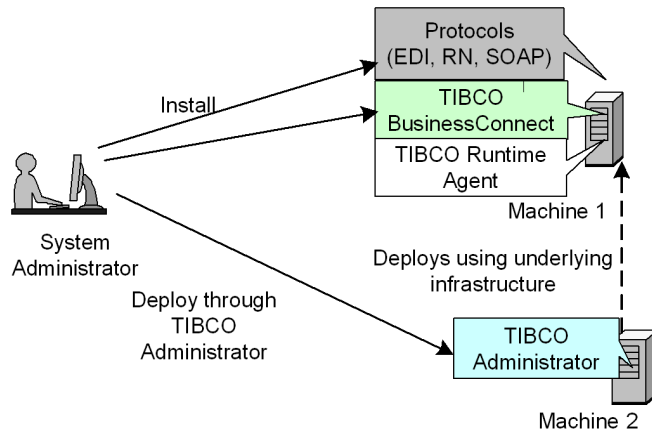 Protocols
(EDI, RN, SOAP)
Install
TIBCO
BusinessConnect
TIBCO Runtime
Agent
Machine 1
System
Administrator
Deploys using underlying
infrastructure
Deploy through
TIBCO
Administrator
TIBCO
Administrator
Machine 2